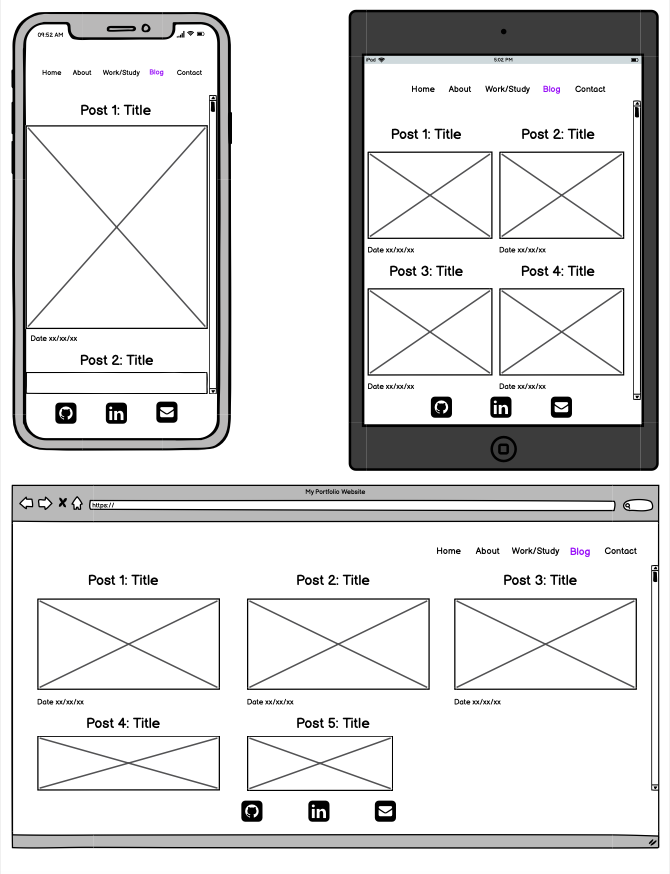 09:52 AM
Home About Work/Study Blog Contact
Post 1: Title
Date xx/xx/xx
Post 2: Title
in
iPod 5:02 PM
Home About Work/Study Blog Contact
Post 1: Title Post 2: Title
Date xx/xx/xx Date xx/xx/xx
Post 3: Title Post 4: Title
Date xx/xx/xx Date xx/xx/xx
in
My Portfolio Website
https://
Home About Work/Study Blog Contact
Post 1: Title Post 2: Title Post 3: Title
Date xx/xx/xx Date xx/xx/xx Date xx/xx/xx
Post 4: Title Post 5: Title
in